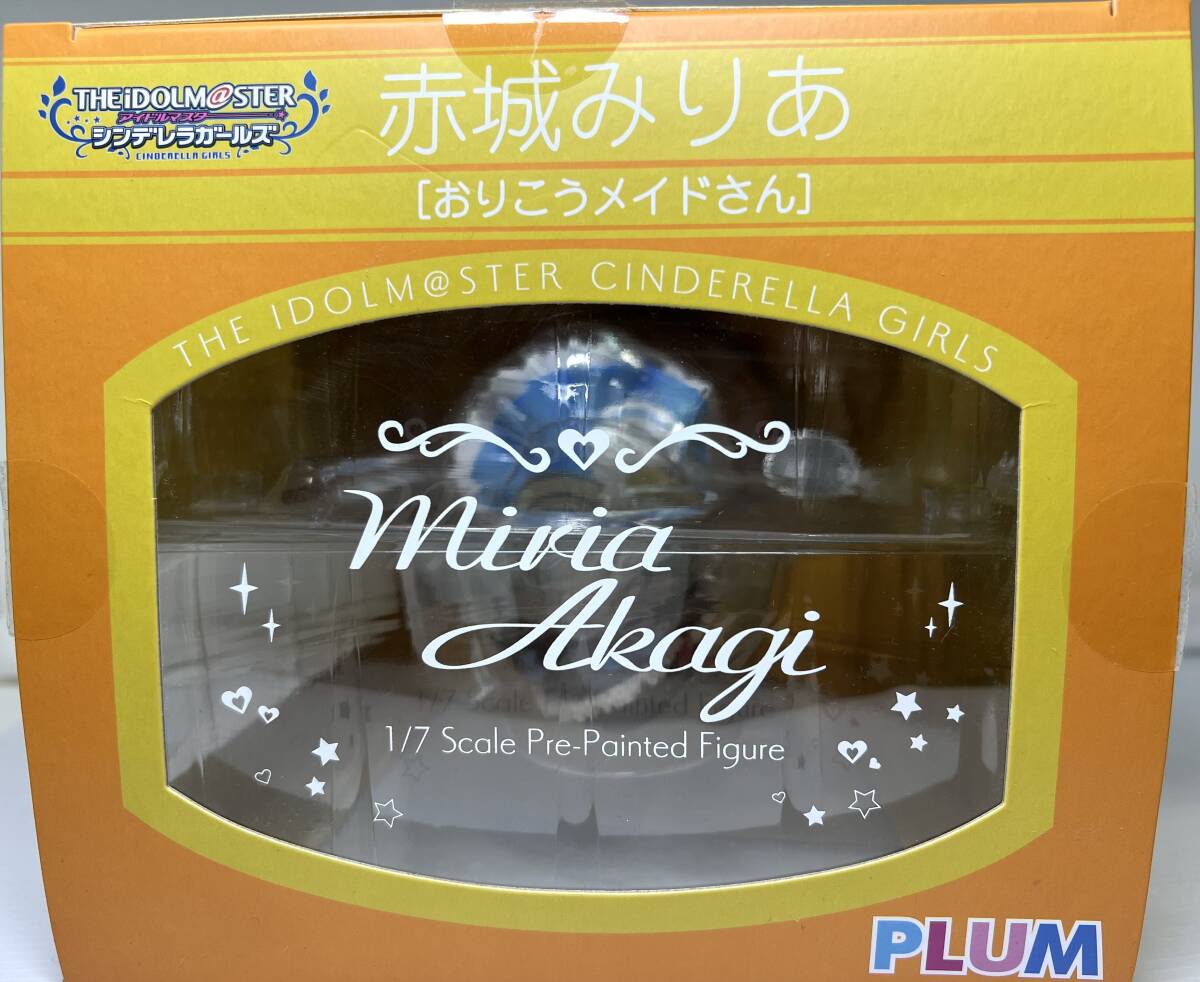 THE iDOLM@STER
アイドルマスター
シンデレラガールズ
CINDERELLA GIRLS
赤城みりあ
[おりこうメイドさん]
THE IDOLM@STER CINDERELLA GIRLS
Miria
Akagi
1/7 Scale Pre-Painted Figure
PLUM